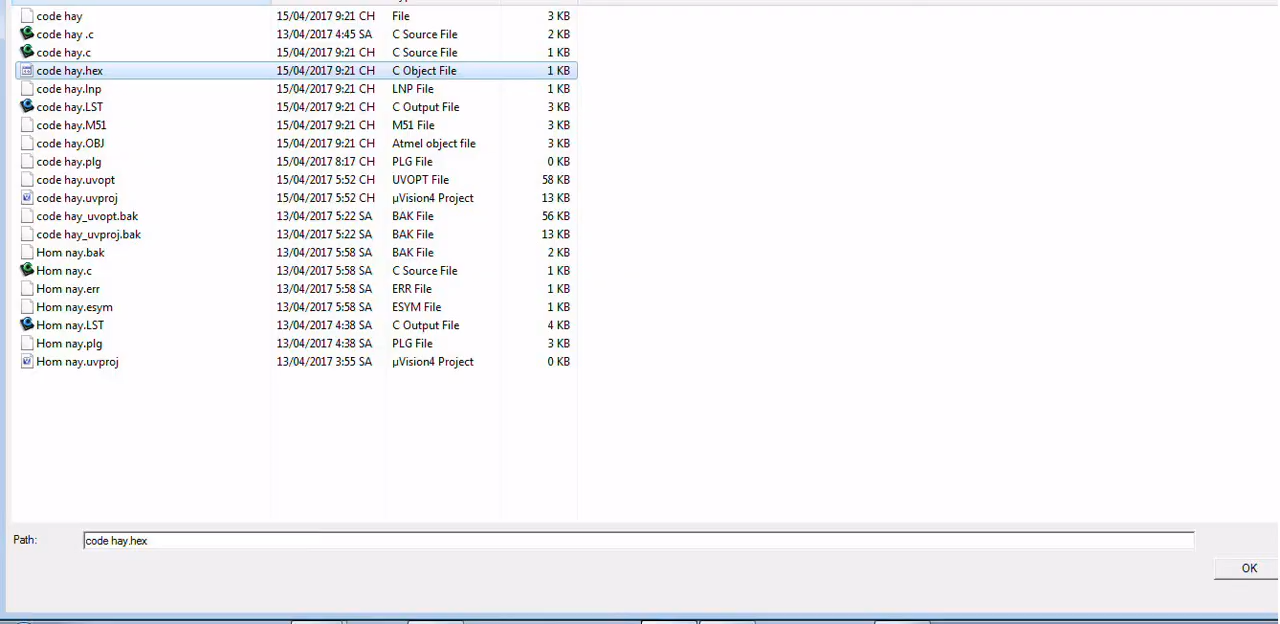 code hay 15/04/2017 9:21 CH File 3 KB
code hay .c 13/04/2017 4:45 SA C Source File 2 KB
code hay.c 15/04/2017 9:21 CH C Source File 1 KB
code hay.hex 15/04/2017 9:21 CH C Object File 1 KB
code hay.lnp 15/04/2017 9:21 CH LNP File 1 KB
code hay.LST 15/04/2017 9:21 CH C Output File 3 KB
code hay.M51 15/04/2017 9:21 CH M51 File 3 KB
code hay.OBJ 15/04/2017 9:21 CH Atmel object file 3 KB
code hay.plg 15/04/2017 8:17 CH PLG File 0 KB
code hay.uvopt 15/04/2017 5:52 CH UVOPT File 58 KB
code hay.uvproj 15/04/2017 5:52 CH µVision4 Project 13 KB
code hay_uvopt.bak 13/04/2017 5:22 SA BAK File 56 KB
code hay_uvproj.bak 13/04/2017 5:22 SA BAK File 13 KB
Hom nay.bak 13/04/2017 5:58 SA BAK File 2 KB
Hom nay.c 13/04/2017 5:58 SA C Source File 1 KB
Hom nay.err 13/04/2017 5:58 SA ERR File 1 KB
Hom nay.esym 13/04/2017 5:58 SA ESYM File 1 KB
Hom nay.LST 13/04/2017 4:38 SA C Output File 4 KB
Hom nay.plg 13/04/2017 4:38 SA PLG File 3 KB
Hom nay.uvproj 13/04/2017 3:55 SA µVision4 Project 0 KB
Path: code hay.hex
OK